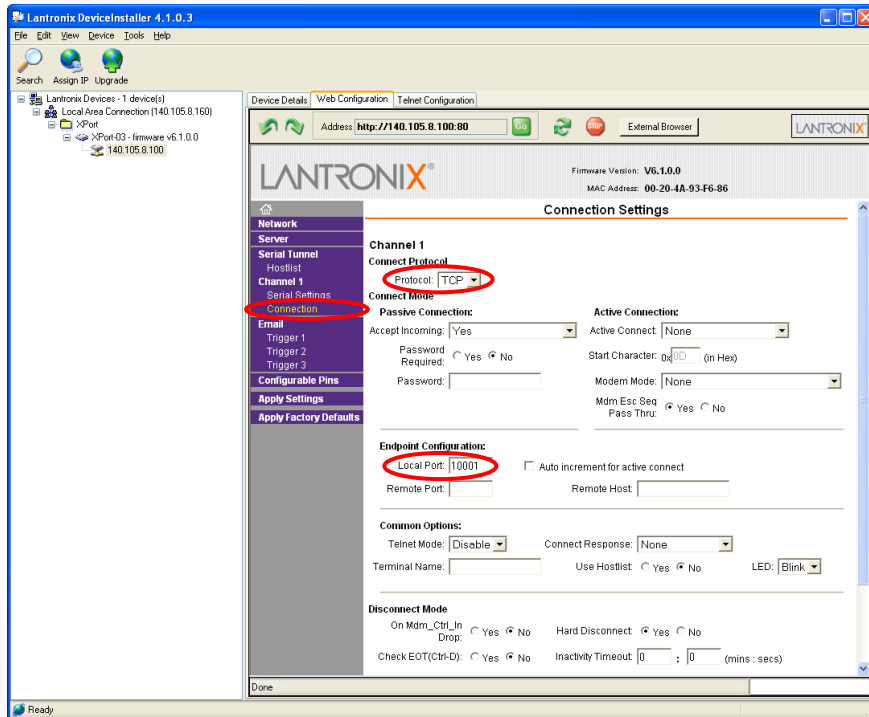 Lantronix DeviceInstaller 4.1.0.3
File Edit View Device Tools Help
Search Assign IP Upgrade
Lantronix Devices - 1 device(s)
Local Area Connection (140.105.8.160)
XPort
XPort-03 - firmware v6.1.0.0
140.105.8.100
Device Details Web Configuration Telnet Configuration
Address http://140.105.8.100:80 Go STOP External Browser LANTRONIX
LANTRONIX®
Firmware Version: V6.1.0.0
MAC Address: 00-20-4A-93-F6-86
Network
Server
Serial Tunnel
Hostlist
Channel 1
Serial Settings
Connection
Email
Trigger 1
Trigger 2
Trigger 3
Configurable Pins
Apply Settings
Apply Factory Defaults
Connection Settings
Channel 1
Connect Protocol
Protocol: TCP
Connect Mode
Passive Connection: Active Connection:
Accept Incoming: Yes Active Connect: None
Password Required: Yes No Start Character: 0x 0D (in Hex)
Password: Modem Mode: None
Mdm Esc Seq Pass Thru: Yes No
Endpoint Configuration:
Local Port: 10001 Auto increment for active connect
Remote Port: Remote Host:
Common Options:
Telnet Mode: Disable Connect Response: None
Terminal Name: Use Hostlist: Yes No LED: Blink
Disconnect Mode
On Mdm_Ctrl_In Drop: Yes No Hard Disconnect: Yes No
Check EOT(Ctrl-D): Yes No Inactivity Timeout: 0 : 0 (mins : secs)
Done
Ready